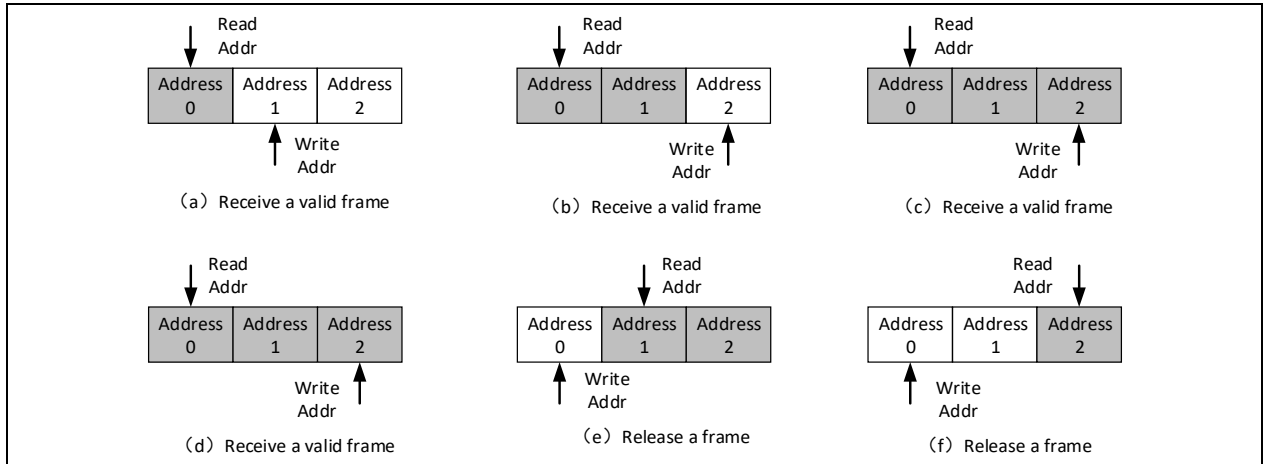 Read
Addr
Address 0
Address 1
Address 2
Write
Addr
(a) Receive a valid frame
Read
Addr
Address 0
Address 1
Address 2
Write
Addr
(b) Receive a valid frame
Read
Addr
Address 0
Address 1
Address 2
Write
Addr
(c) Receive a valid frame
Read
Addr
Address 0
Address 1
Address 2
Write
Addr
(d) Receive a valid frame
Read
Addr
Address 0
Address 1
Address 2
Write
Addr
(e) Release a frame
Read
Addr
Address 0
Address 1
Address 2
Write
Addr
(f) Release a frame